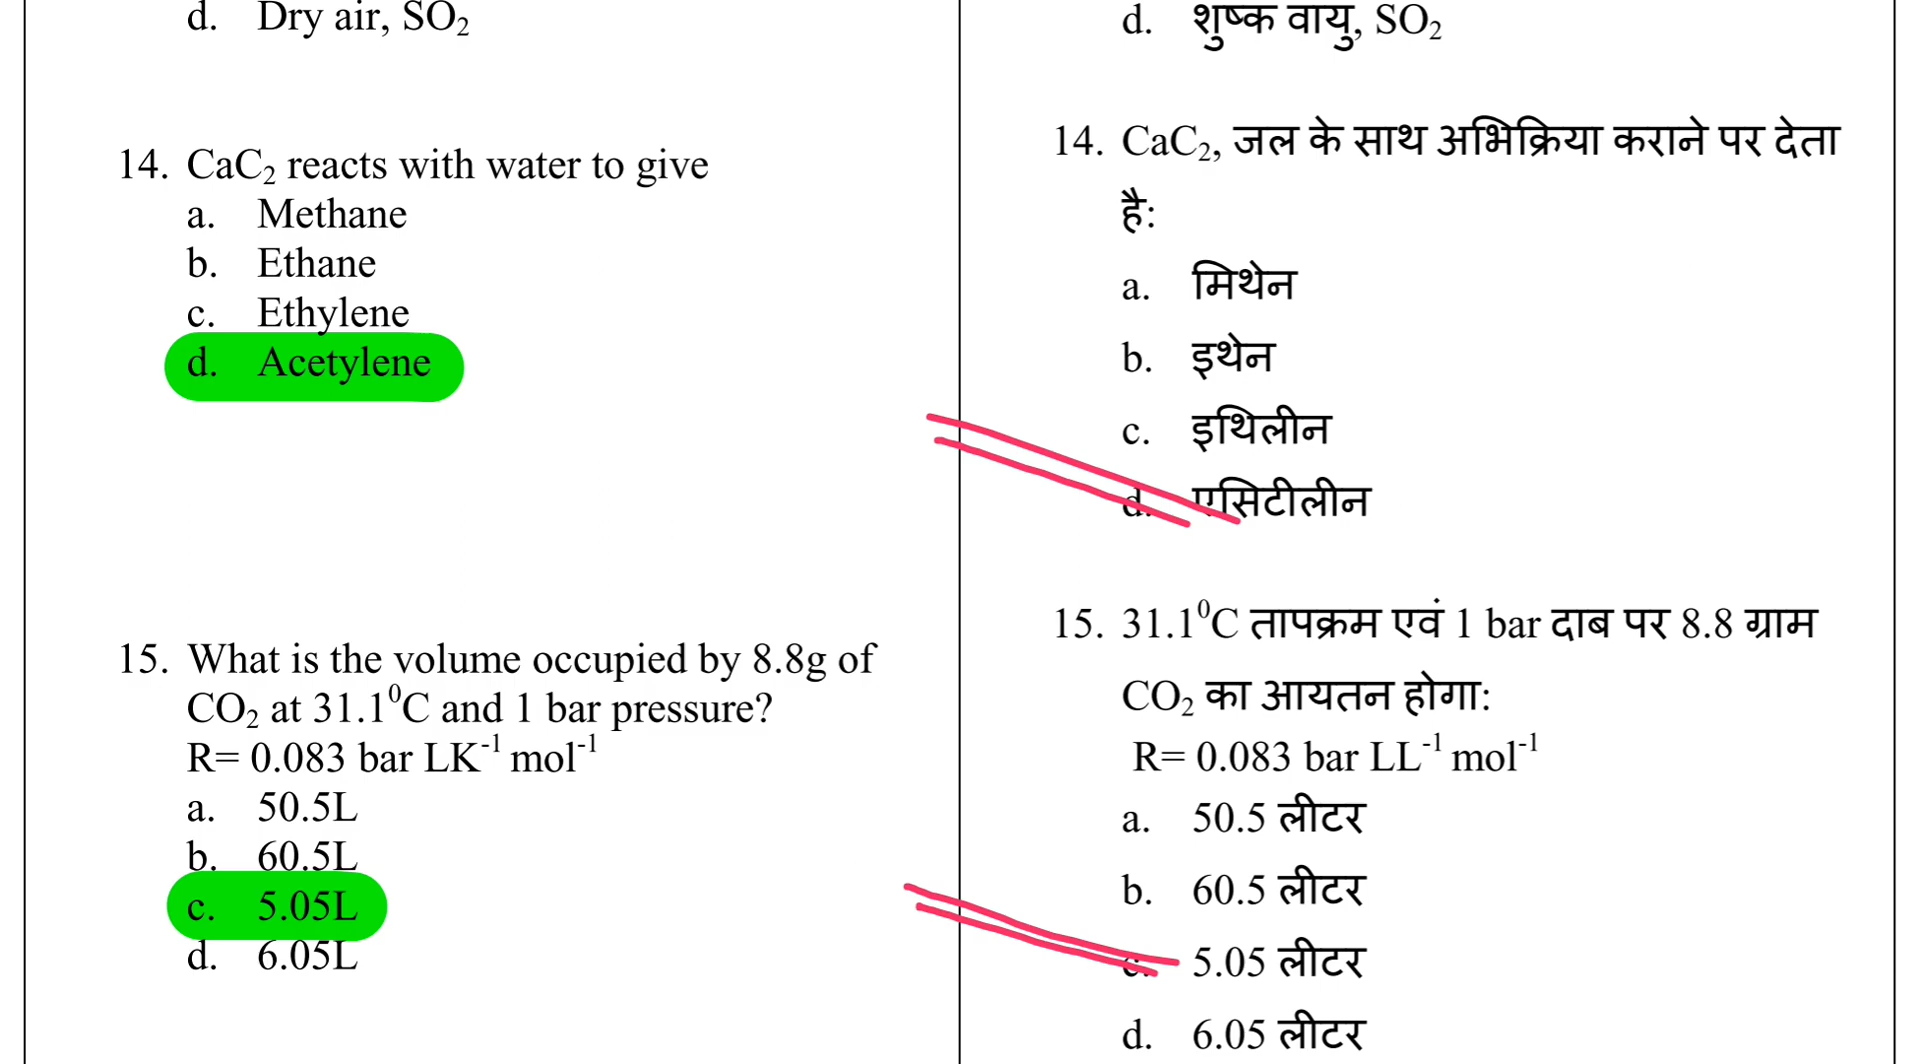 d. Dry air, SO₂
14. CaC₂ reacts with water to give
a. Methane
b. Ethane
c. Ethylene
d. Acetylene
15. What is the volume occupied by 8.8g of
CO₂ at 31.1⁰C and 1 bar pressure?
R= 0.083 bar LK⁻¹ mol⁻¹
a. 50.5L
b. 60.5L
c. 5.05L
d. 6.05L
d. शुष्क वायु, SO₂
14. CaC₂, जल के साथ अभिक्रिया कराने पर देता
है:
a. मिथेन
b. इथेन
c. इथिलीन
d. एसिटीलीन
15. 31.1⁰C तापक्रम एवं 1 bar दाब पर 8.8 ग्राम
CO₂ का आयतन होगा:
R= 0.083 bar LL⁻¹ mol⁻¹
a. 50.5 लीटर
b. 60.5 लीटर
c. 5.05 लीटर
d. 6.05 लीटर